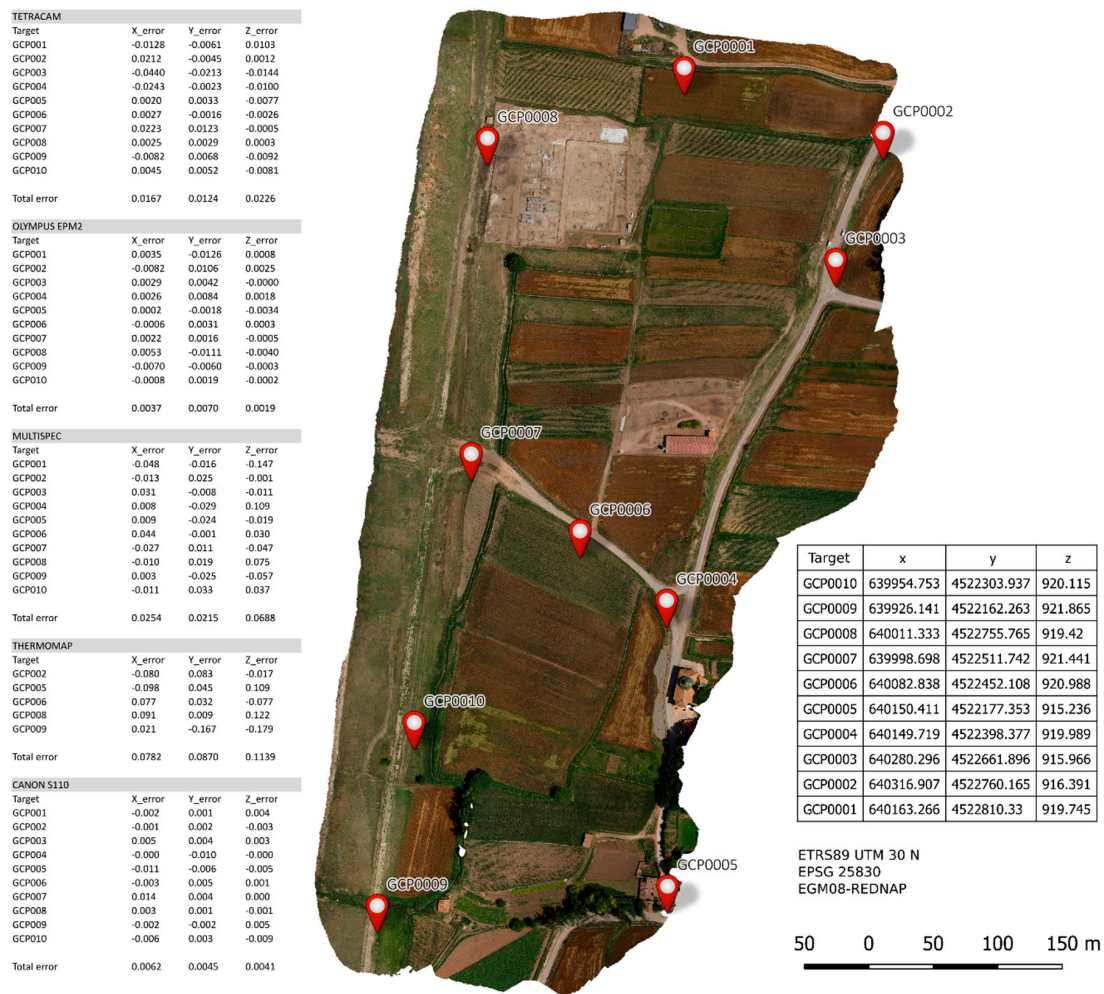 TETRACAM
Target X_error Y_error Z_error
GCP001 -0.0128 -0.0061 0.0103
GCP002 0.0212 -0.0045 0.0012
GCP003 -0.0440 -0.0213 -0.0144
GCP004 -0.0243 -0.0023 -0.0100
GCP005 0.0020 0.0033 -0.0077
GCP006 0.0027 -0.0016 -0.0026
GCP007 0.0223 0.0123 -0.0005
GCP008 0.0025 0.0029 0.0003
GCP009 -0.0082 0.0068 -0.0092
GCP010 0.0045 0.0052 -0.0081
Total error 0.0167 0.0124 0.0226
OLYMPUS EPM2
Target X_error Y_error Z_error
GCP001 0.0035 -0.0126 0.0008
GCP002 -0.0082 0.0106 0.0025
GCP003 0.0029 0.0042 -0.0000
GCP004 0.0026 0.0084 0.0018
GCP005 0.0002 -0.0018 -0.0034
GCP006 -0.0006 0.0031 0.0003
GCP007 0.0022 0.0016 -0.0005
GCP008 0.0053 -0.0111 -0.0040
GCP009 -0.0070 -0.0060 -0.0003
GCP010 -0.0008 0.0019 -0.0002
Total error 0.0037 0.0070 0.0019
MULTISPEC
Target X_error Y_error Z_error
GCP001 -0.048 -0.016 -0.147
GCP002 -0.013 0.025 -0.001
GCP003 0.031 -0.008 -0.011
GCP004 0.008 -0.029 0.109
GCP005 0.009 -0.024 -0.019
GCP006 0.044 -0.001 0.030
GCP007 -0.027 0.011 -0.047
GCP008 -0.010 0.019 0.075
GCP009 0.003 -0.025 -0.057
GCP010 -0.011 0.033 0.037
Total error 0.0254 0.0215 0.0688
THERMOMAP
Target X_error Y_error Z_error
GCP002 -0.080 0.083 -0.017
GCP005 -0.098 0.045 0.109
GCP006 0.077 0.032 -0.077
GCP008 0.091 0.009 0.122
GCP009 0.021 -0.167 -0.179
Total error 0.0782 0.0870 0.1139
CANON S110
Target X_error Y_error Z_error
GCP001 -0.002 0.001 0.004
GCP002 -0.001 0.002 -0.003
GCP003 0.005 0.004 0.003
GCP004 -0.000 -0.010 -0.000
GCP005 -0.011 -0.006 -0.005
GCP006 -0.003 0.005 0.001
GCP007 0.014 0.004 0.000
GCP008 0.003 0.001 -0.001
GCP009 -0.002 -0.002 0.005
GCP010 -0.006 0.003 -0.009
Total error 0.0062 0.0045 0.0041
GCP0001
GCP0002
GCP0008
GCP0003
GCP0007
GCP0006
GCP0004
GCP0010
GCP0005
GCP0009
Target x y z
GCP0010 639954.753 4522303.937 920.115
GCP0009 639926.141 4522162.263 921.865
GCP0008 640011.333 4522755.765 919.42
GCP0007 639998.698 4522511.742 921.441
GCP0006 640082.838 4522452.108 920.988
GCP0005 640150.411 4522177.353 915.236
GCP0004 640149.719 4522398.377 919.989
GCP0003 640280.296 4522661.896 915.966
GCP0002 640316.907 4522760.165 916.391
GCP0001 640163.266 4522810.33 919.745
ETRS89 UTM 30 N
EPSG 25830
EGM08-REDNAP
50 0 50 100 150 m